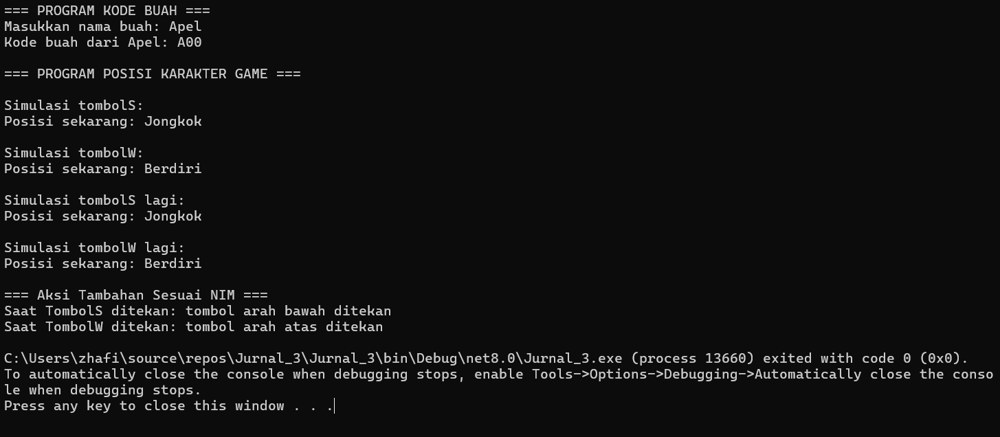 === PROGRAM KODE BUAH ===
Masukkan nama buah: Apel
Kode buah dari Apel: A00
=== PROGRAM POSISI KARAKTER GAME ===
Simulasi tombolS:
Posisi sekarang: Jongkok
Simulasi tombolW:
Posisi sekarang: Berdiri
Simulasi tombolS lagi:
Posisi sekarang: Jongkok
Simulasi tombolW lagi:
Posisi sekarang: Berdiri
=== Aksi Tambahan Sesuai NIM ===
Saat TombolS ditekan: tombol arah bawah ditekan
Saat TombolW ditekan: tombol arah atas ditekan
C:\Users\zhafi\source\repos\Jurnal_3\Jurnal_3\bin\Debug\net8.0\Jurnal_3.exe (process 13660) exited with code 0 (0x0).
To automatically close the console when debugging stops, enable Tools->Options->Debugging->Automatically close the conso
le when debugging stops.
Press any key to close this window . . .